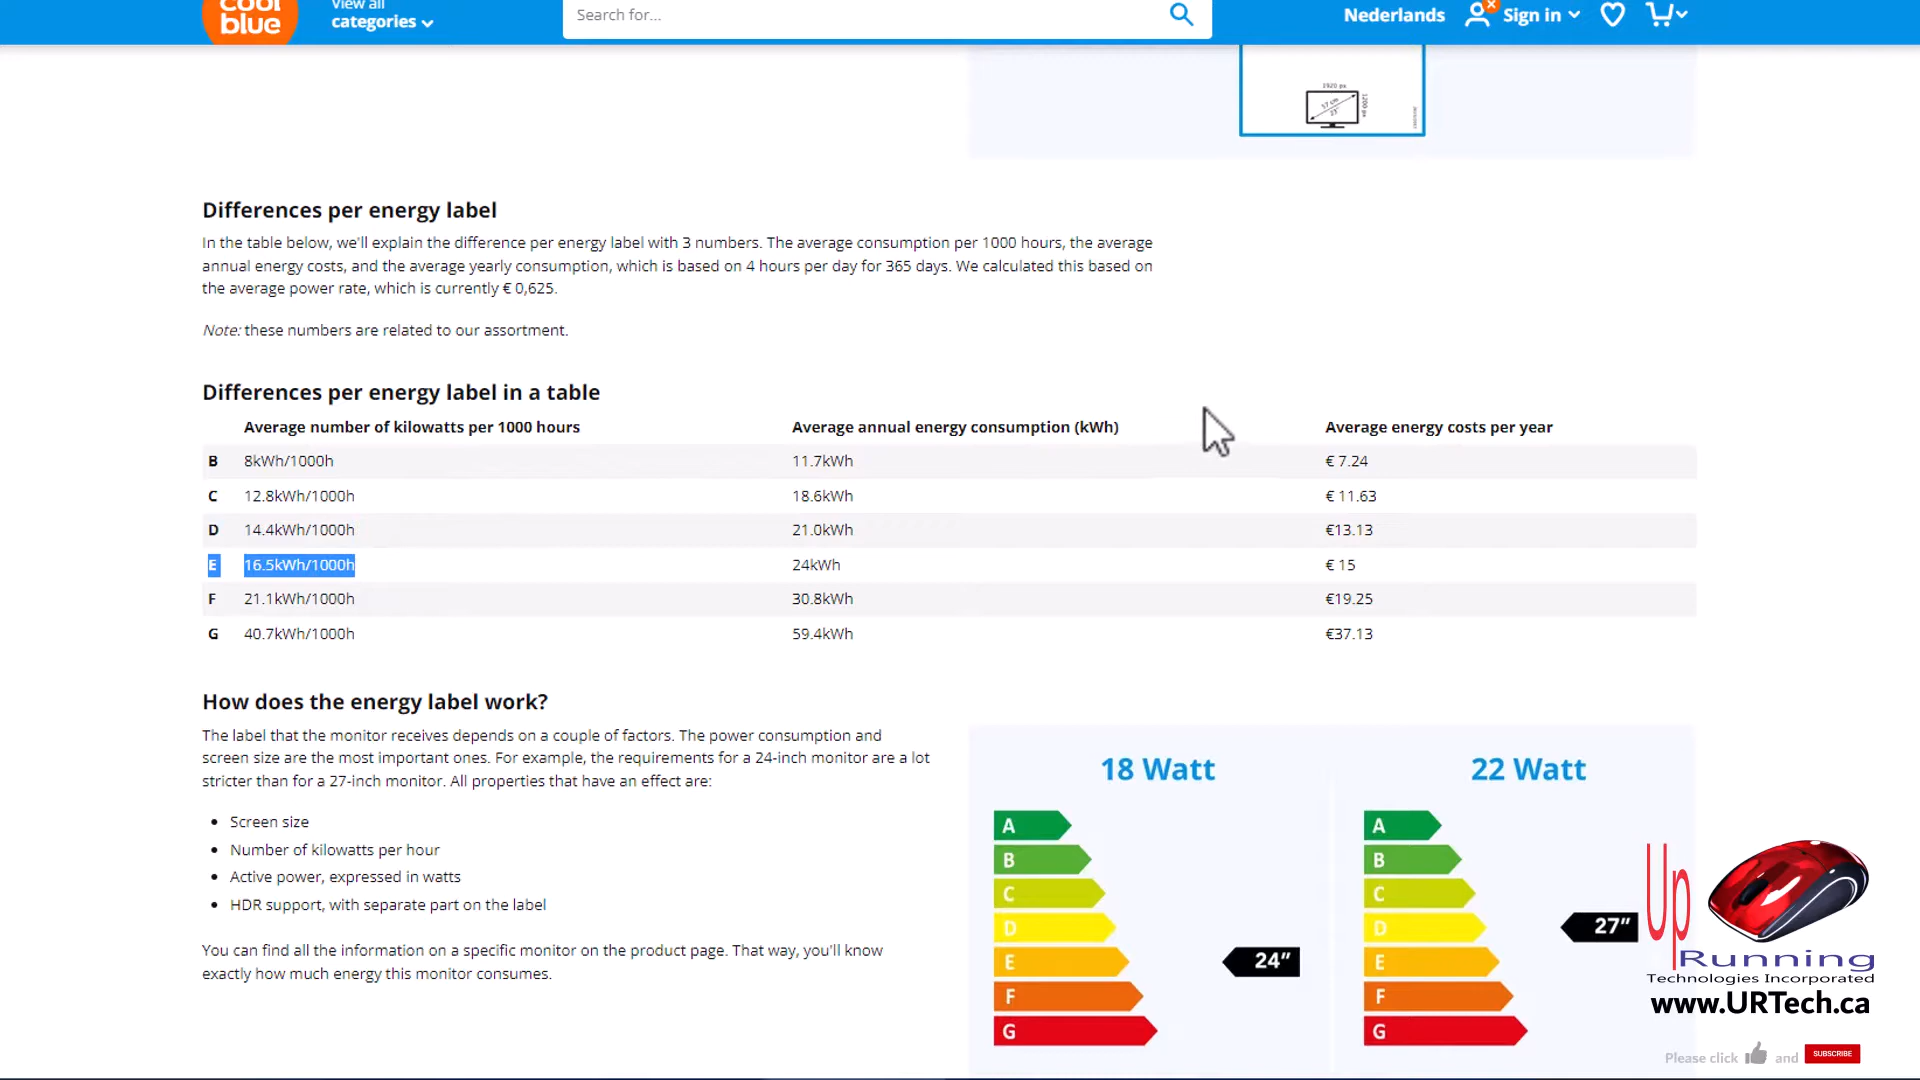 cool
blue
View all
categories
Search for...
Nederlands
Sign in
1920 px
57 cm
23"
1200 px
Differences per energy label
In the table below, we'll explain the difference per energy label with 3 numbers. The average consumption per 1000 hours, the average
annual energy costs, and the average yearly consumption, which is based on 4 hours per day for 365 days. We calculated this based on
the average power rate, which is currently € 0,625.
Note: these numbers are related to our assortment.
Differences per energy label in a table
Average number of kilowatts per 1000 hours Average annual energy consumption (kWh) Average energy costs per year
B 8kWh/1000h 11.7kWh € 7.24
C 12.8kWh/1000h 18.6kWh € 11.63
D 14.4kWh/1000h 21.0kWh €13.13
E 16.5kWh/1000h 24kWh € 15
F 21.1kWh/1000h 30.8kWh €19.25
G 40.7kWh/1000h 59.4kWh €37.13
How does the energy label work?
The label that the monitor receives depends on a couple of factors. The power consumption and
screen size are the most important ones. For example, the requirements for a 24-inch monitor are a lot
stricter than for a 27-inch monitor. All properties that have an effect are:
• Screen size
• Number of kilowatts per hour
• Active power, expressed in watts
• HDR support, with separate part on the label
You can find all the information on a specific monitor on the product page. That way, you'll know
exactly how much energy this monitor consumes.
18 Watt
A
B
C
D
E
F
G
24”
22 Watt
A
B
C
D
E
F
G
27”
Up
Running
Technologies Incorporated
www.URTech.ca
Please click and SUBSCRIBE